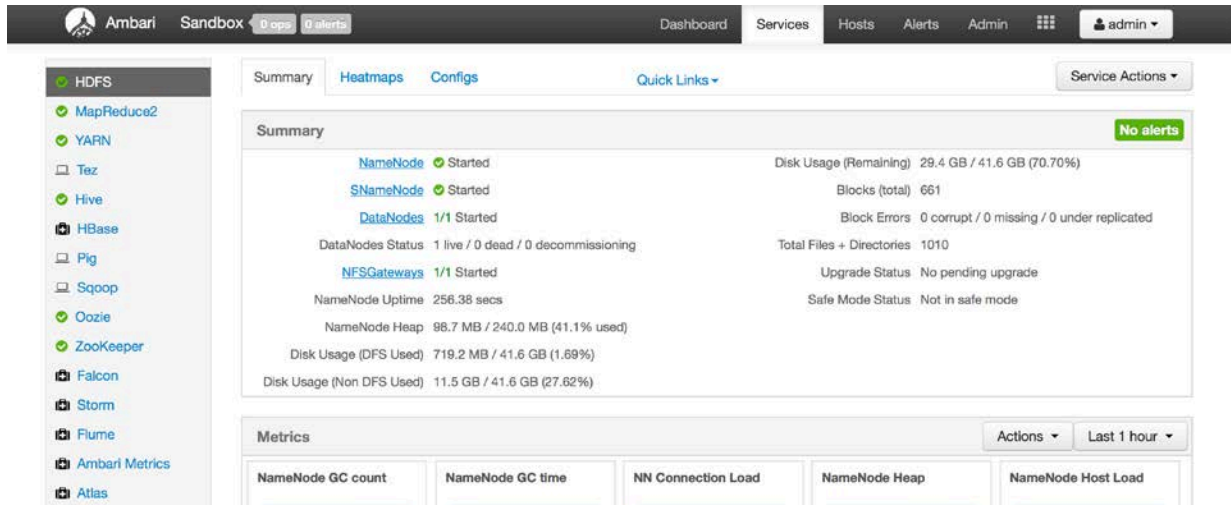 Ambari Sandbox 0 ops 0 alerts Dashboard Services Hosts Alerts Admin admin
HDFS
MapReduce2
YARN
Tez
Hive
HBase
Pig
Sqoop
Oozie
ZooKeeper
Falcon
Storm
Flume
Ambari Metrics
Atlas
Summary Heatmaps Configs Quick Links Service Actions
Summary No alerts
NameNode Started
SNameNode Started
DataNodes 1/1 Started
DataNodes Status 1 live / 0 dead / 0 decommissioning
NFSGateways 1/1 Started
NameNode Uptime 256.38 secs
NameNode Heap 98.7 MB / 240.0 MB (41.1% used)
Disk Usage (DFS Used) 719.2 MB / 41.6 GB (1.69%)
Disk Usage (Non DFS Used) 11.5 GB / 41.6 GB (27.62%)
Disk Usage (Remaining) 29.4 GB / 41.6 GB (70.70%)
Blocks (total) 661
Block Errors 0 corrupt / 0 missing / 0 under replicated
Total Files + Directories 1010
Upgrade Status No pending upgrade
Safe Mode Status Not in safe mode
Metrics Actions Last 1 hour
NameNode GC count NameNode GC time NN Connection Load NameNode Heap NameNode Host Load